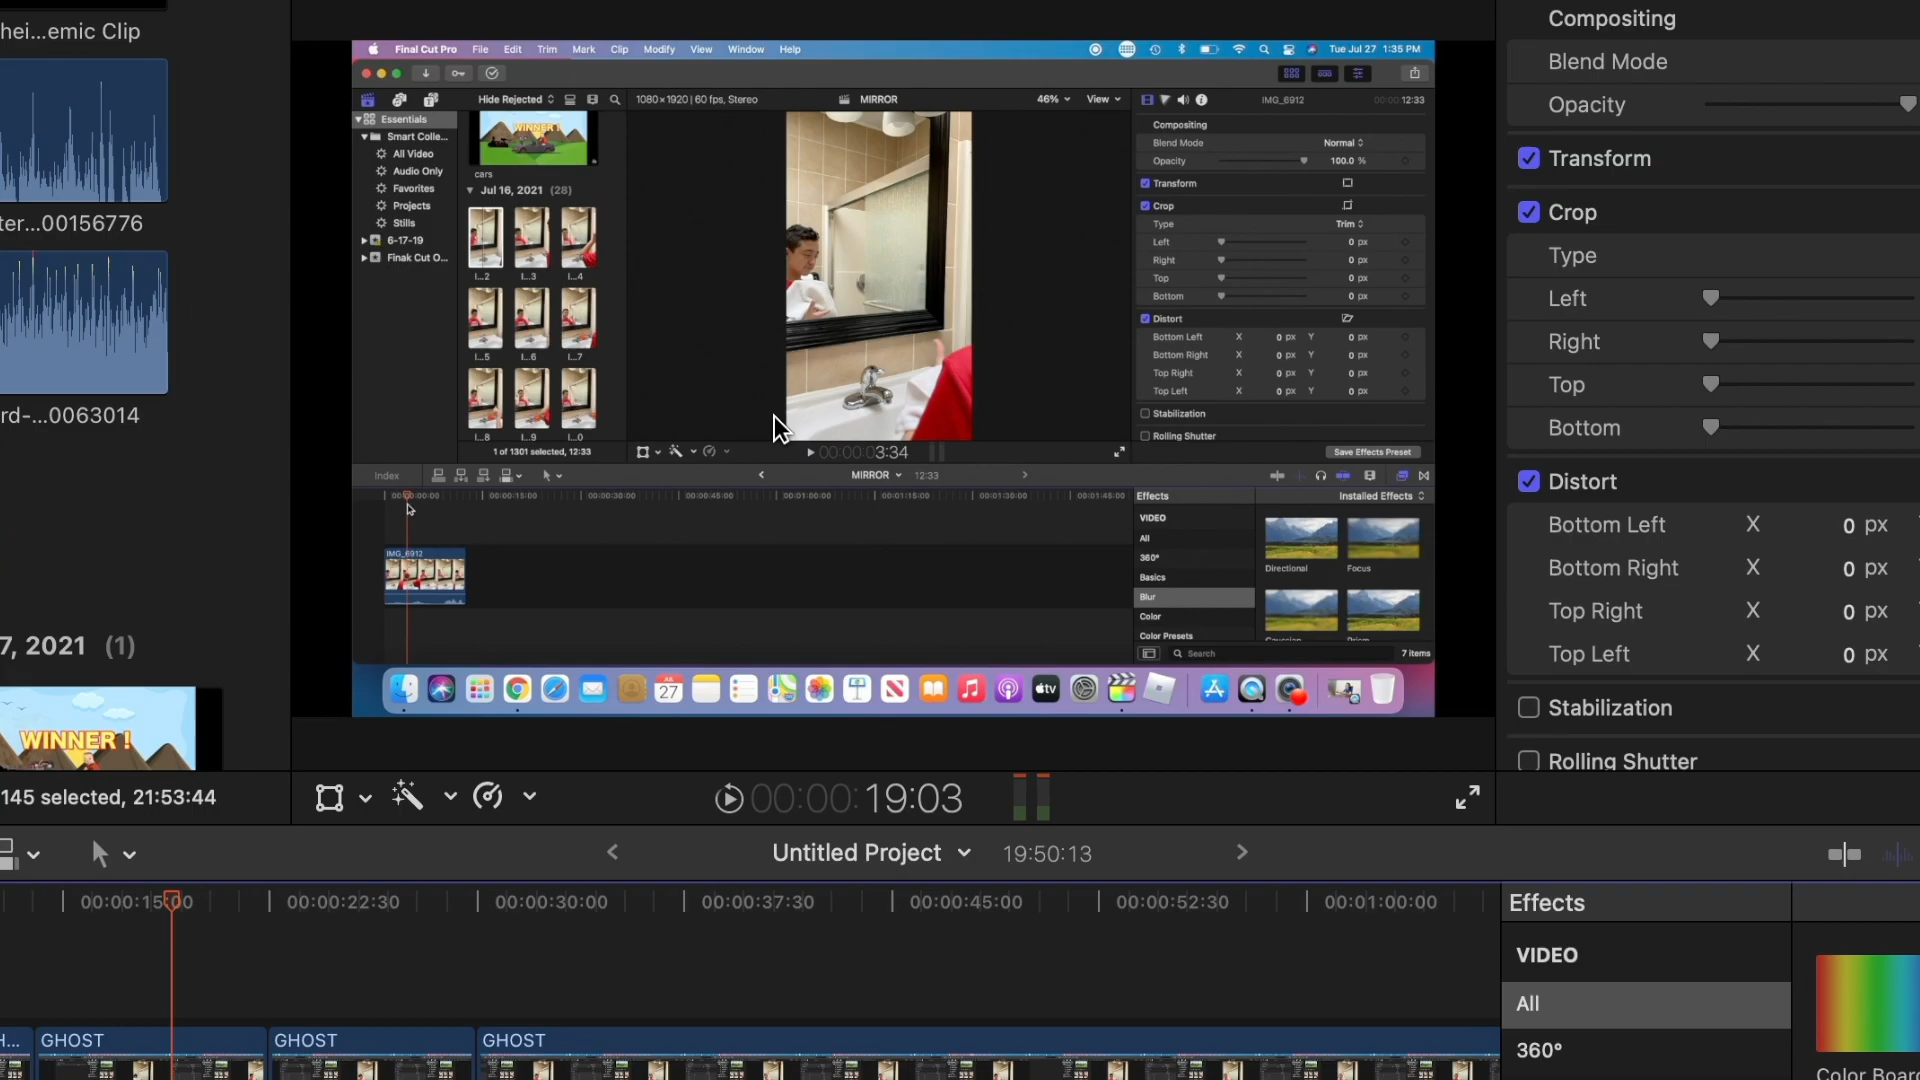 hei...emic Clip
ter...00156776
rd-...0063014
7, 2021 (1)
WINNER !
145 selected, 21:53:44
Final Cut Pro File Edit Trim Mark Clip Modify View Window Help
Tue Jul 27 1:35 PM
Hide Rejected
1080×1920 | 60 fps, Stereo
MIRROR
46%
View
IMG_6912
00:00:12:33
Essentials
Smart Colle...
All Video
Audio Only
Favorites
Projects
Stills
6-17-19
Finak Cut O...
WINNER !
cars
Jul 16, 2021 (28)
I...2 I...3 I...4
I...5 I...6 I...7
I...8 I...9 I...0
1 of 1301 selected, 12:33
00:00:03:34
Compositing
Blend Mode Normal
Opacity 100.0 %
Transform
Crop
Type Trim
Left 0 px
Right 0 px
Top 0 px
Bottom 0 px
Distort
Bottom Left X 0 px Y 0 px
Bottom Right X 0 px Y 0 px
Top Right X 0 px Y 0 px
Top Left X 0 px Y 0 px
Stabilization
Rolling Shutter
Save Effects Preset
Index
MIRROR 12:33
00:00:00:00 00:00:15:00 00:00:30:00 00:00:45:00 00:01:00:00 00:01:15:00 00:01:30:00 00:01:45:00
IMG_6912
Effects
Installed Effects
VIDEO
All
360°
Basics
Blur
Color
Color Presets
Directional Focus
Gaussian Prism
Search
7 items
27
tv
00:00:00:19:03
Compositing
Blend Mode
Opacity
Transform
Crop
Type
Left
Right
Top
Bottom
Distort
Bottom Left X 0 px
Bottom Right X 0 px
Top Right X 0 px
Top Left X 0 px
Stabilization
Rolling Shutter
Untitled Project 19:50:13
00:00:15:00 00:00:22:30 00:00:30:00 00:00:37:30 00:00:45:00 00:00:52:30 00:01:00:00
H... GHOST GHOST GHOST
Effects
VIDEO
All
360°
Color Board